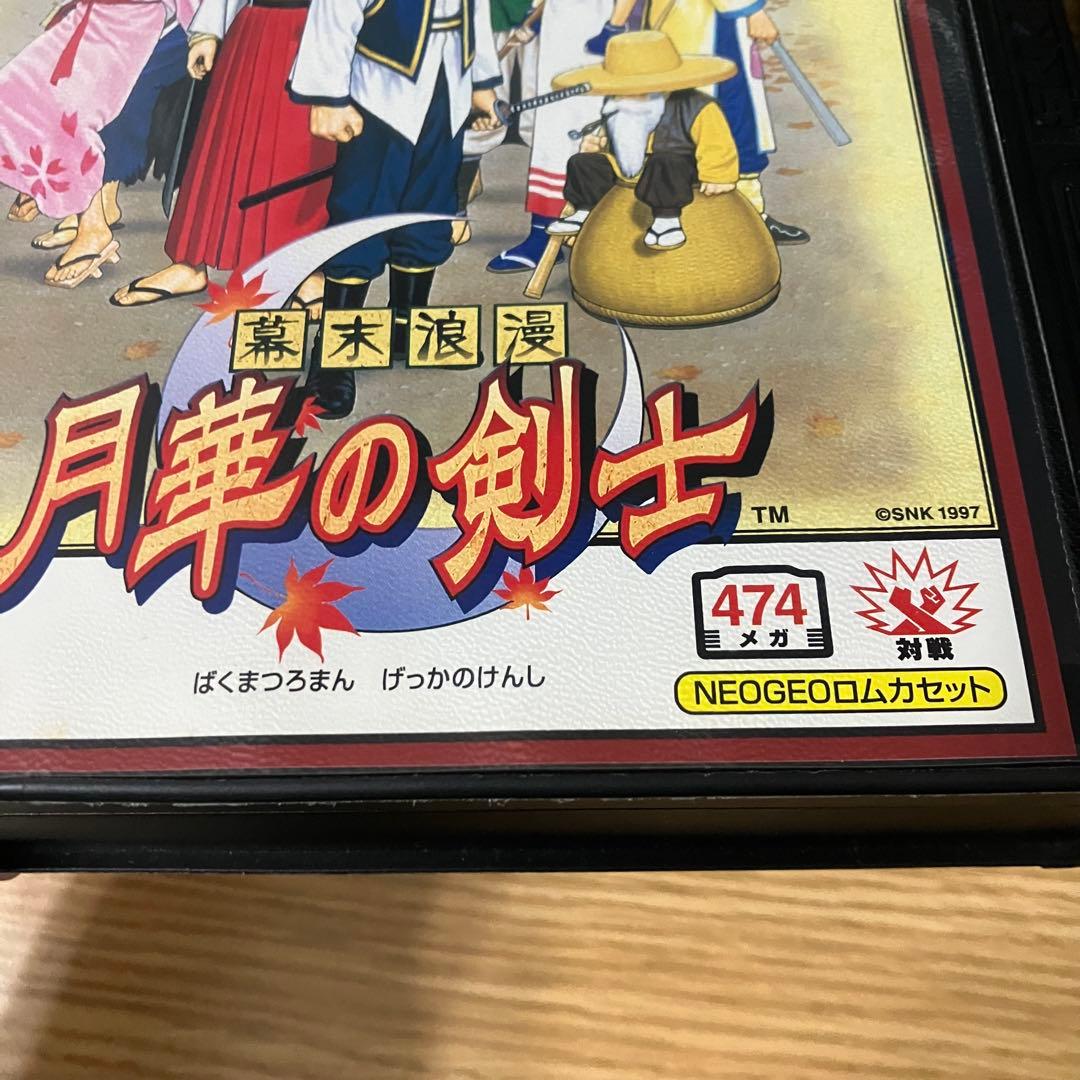 幕末浪漫
月華の剣士
TM
©SNK 1997
474
メガ
対戦
ばくまつろまん げっかのけんし
NEOGEOロムカセット